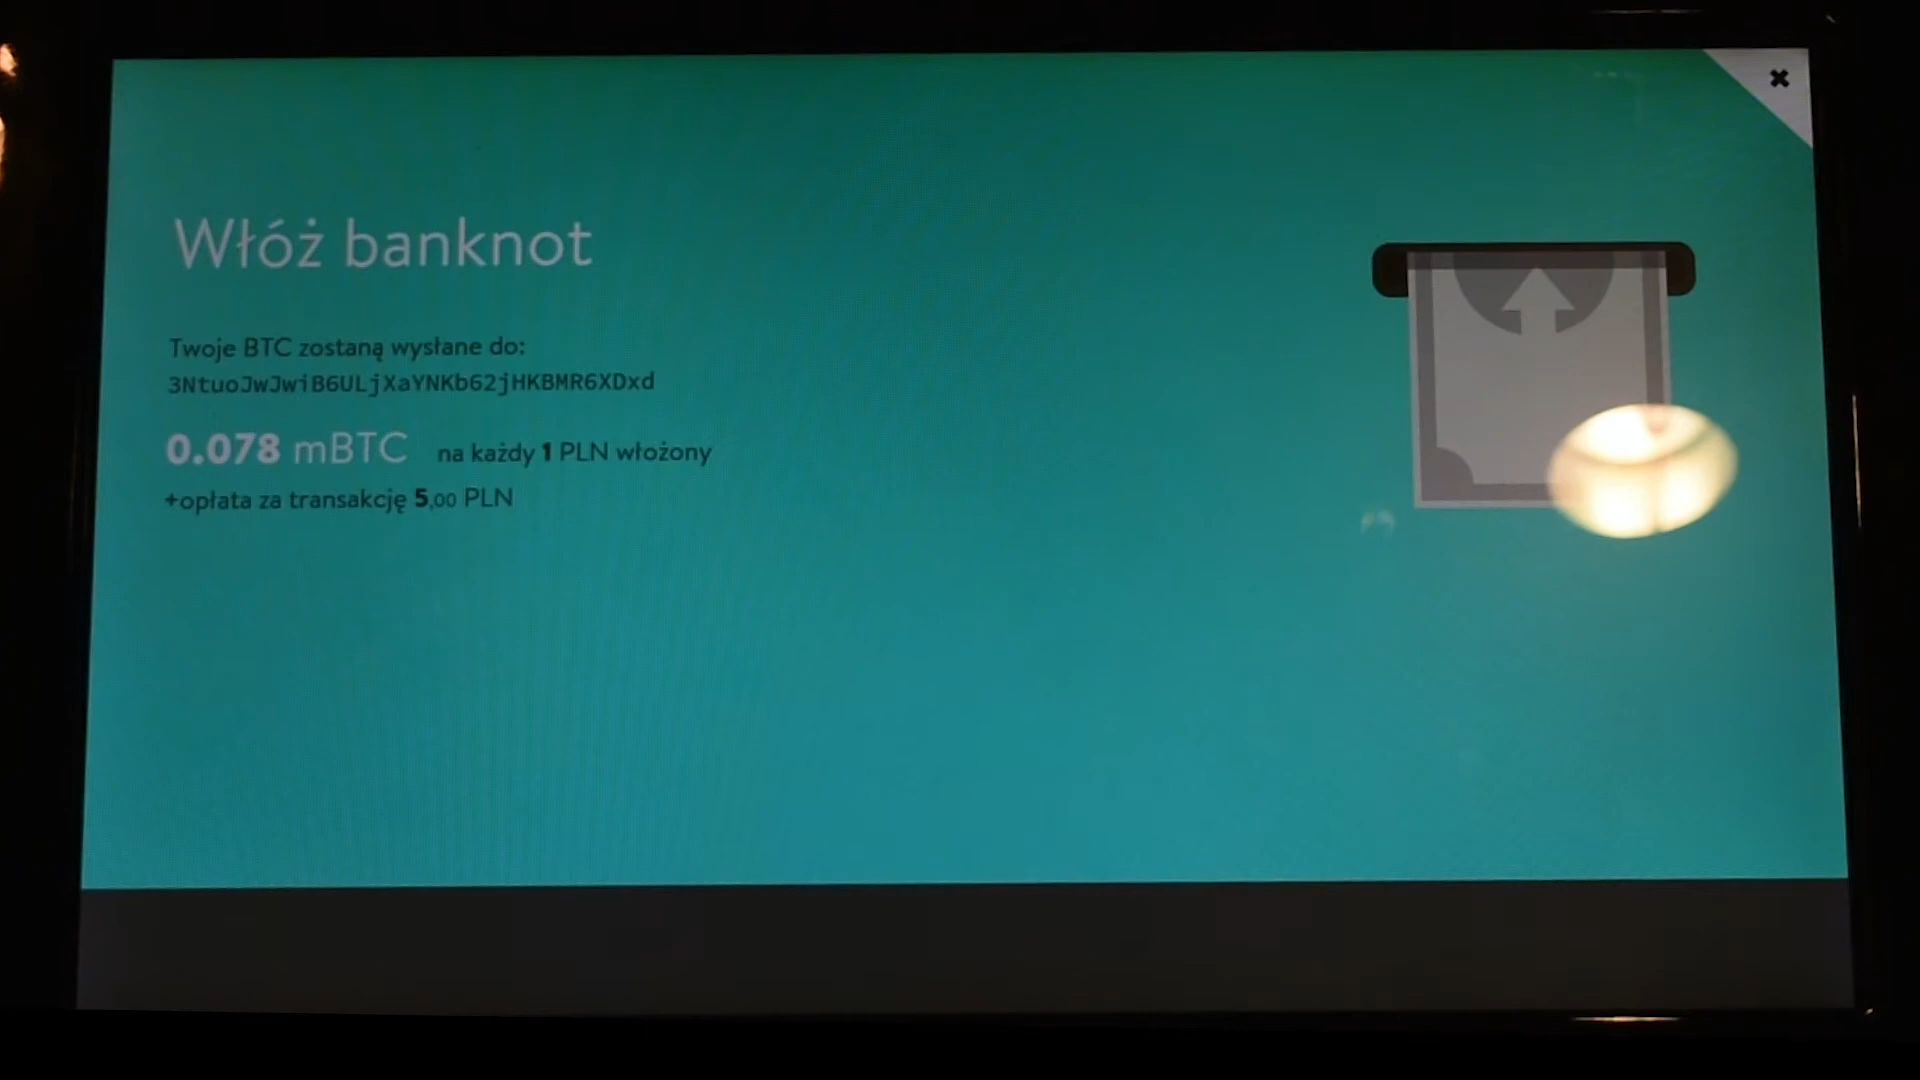 Włóż banknot
Twoje BTC zostaną wysłane do:
3NtuoJwJwiB6ULjXaYNKb62jHKBMR6XDxd
0.078 mBTC na każdy 1 PLN włożony
+opłata za transakcję 5,00 PLN